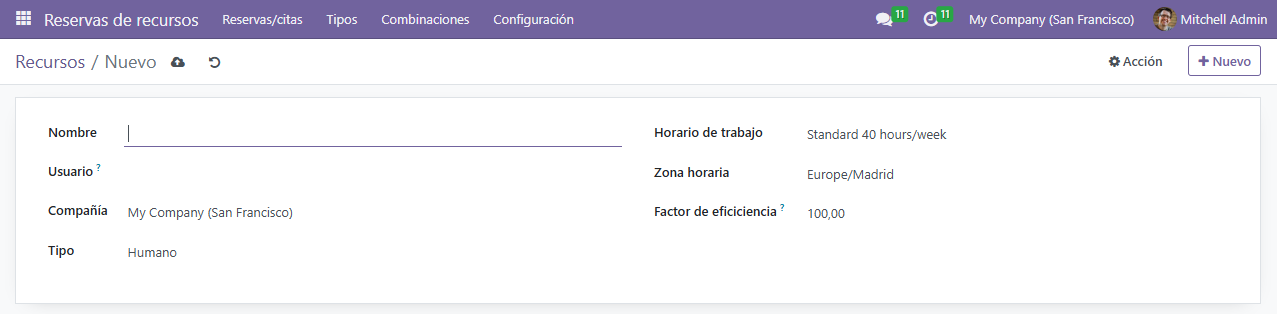 Reservas de recursos Reservas/citas Tipos Combinaciones Configuración 11 11 My Company (San Francisco) Mitchell Admin
Recursos / Nuevo Acción + Nuevo
Nombre Horario de trabajo Standard 40 hours/week
Usuario ? Zona horaria Europe/Madrid
Compañía My Company (San Francisco) Factor de eficiciencia ? 100,00
Tipo Humano